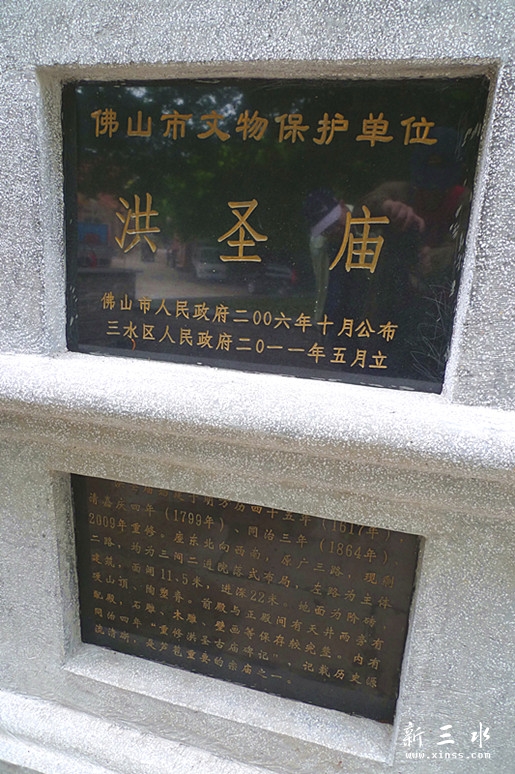 佛山市文物保护单位
洪圣庙
佛山市人民政府二〇〇六年十月公布
三水区人民政府二〇一一年五月立
建于明万历四十五年（1617年），
清嘉庆四年（1799年）、同治三年（1864年）
2009年重修。座东北向西南，原广三路，现剩
二路，均为三间二进院落式布局，左路为主体
建筑，面阔11.5米，进深22米，地面为阶砖
硬山顶、陶塑脊。前殿与正殿间有天井两旁有
配殿，石雕、木雕、壁画等保存较完整。内有
同治四年“重修洪圣古庙碑记”，记载历史源
流清晰，是芦苞重要的宗庙之一。
新三水
www.xinss.com